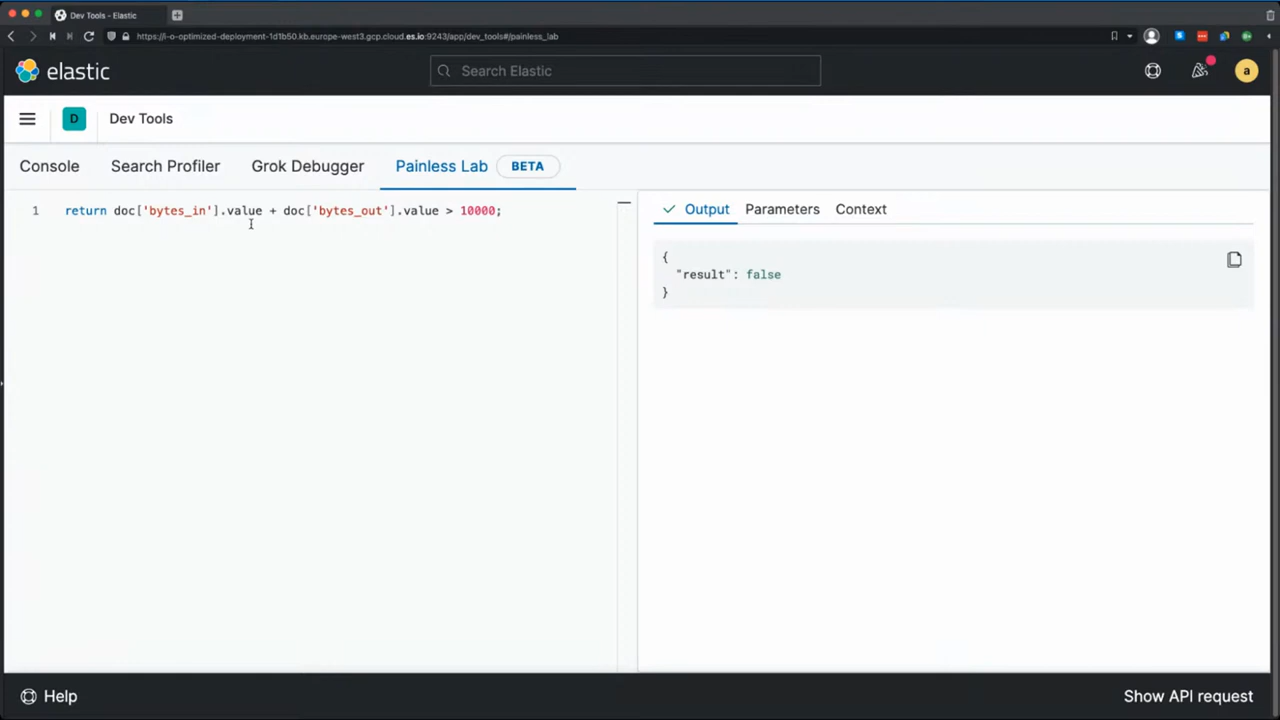 Dev Tools - Elastic
https://i-o-optimized-deployment-1d1b50.kb.europe-west3.gcp.cloud.es.io:9243/app/dev_tools#/painless_lab
elastic
Search Elastic
a
D
Dev Tools
Console Search Profiler Grok Debugger Painless Lab BETA
1 return doc['bytes_in'].value + doc['bytes_out'].value > 10000;
Output Parameters Context
{
"result": false
}
Help
Show API request